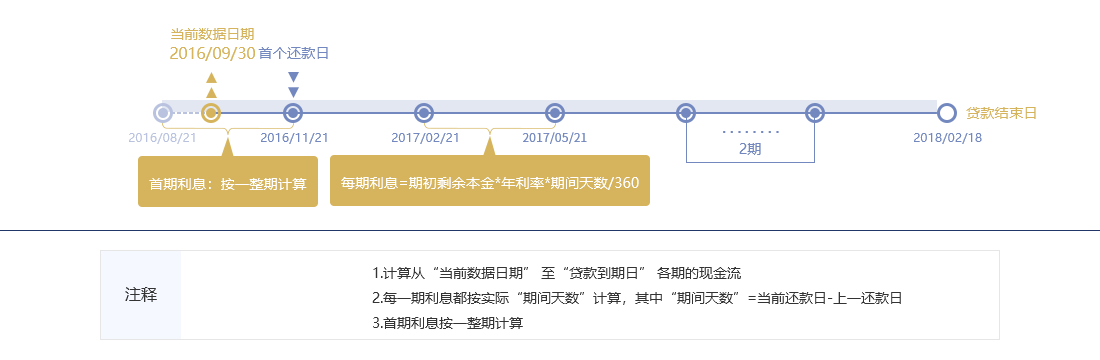 当前数据日期
2016/09/30 首个还款日
贷款结束日
2016/08/21 2016/11/21 2017/02/21 2017/05/21 2018/02/18
........
2期
首期利息：按一整期计算
每期利息=期初剩余本金*年利率*期间天数/360
注释
1.计算从“当前数据日期” 至“贷款到期日” 各期的现金流
2.每一期利息都按实际“期间天数”计算，其中“期间天数”=当前还款日-上一还款日
3.首期利息按一整期计算